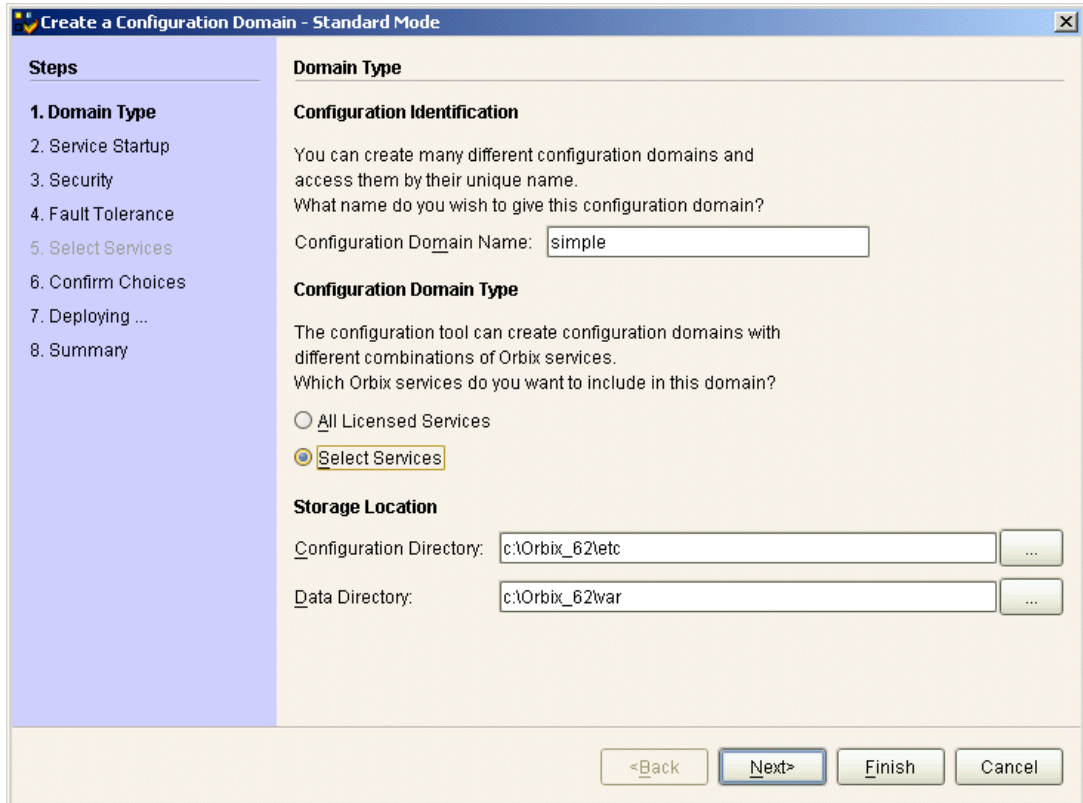 Create a Configuration Domain - Standard Mode
Steps
1. Domain Type
2. Service Startup
3. Security
4. Fault Tolerance
5. Select Services
6. Confirm Choices
7. Deploying ...
8. Summary
Domain Type
Configuration Identification
You can create many different configuration domains and
access them by their unique name.
What name do you wish to give this configuration domain?
Configuration Domain Name: simple
Configuration Domain Type
The configuration tool can create configuration domains with
different combinations of Orbix services.
Which Orbix services do you want to include in this domain?
All Licensed Services
Select Services
Storage Location
Configuration Directory: c:\Orbix_62\etc ...
Data Directory: c:\Orbix_62\var ...
<Back Next> Finish Cancel